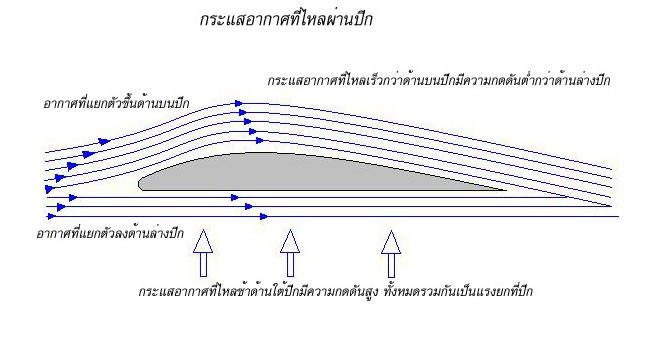 กระแสอากาศที่ไหลผ่านปีก
กระแสอากาศที่ไหลเร็วกว่าด้านบนปีกมีความกดดันต่ำกว่าด้านล่างปีก
อากาศที่แยกตัวขึ้นด้านบนปีก
อากาศที่แยกตัวลงด้านล่างปีก
กระแสอากาศที่ไหลช้าด้านใต้ปีกมีความกดดันสูง ทั้งหมดรวมกันเป็นแรงยกที่ปีก